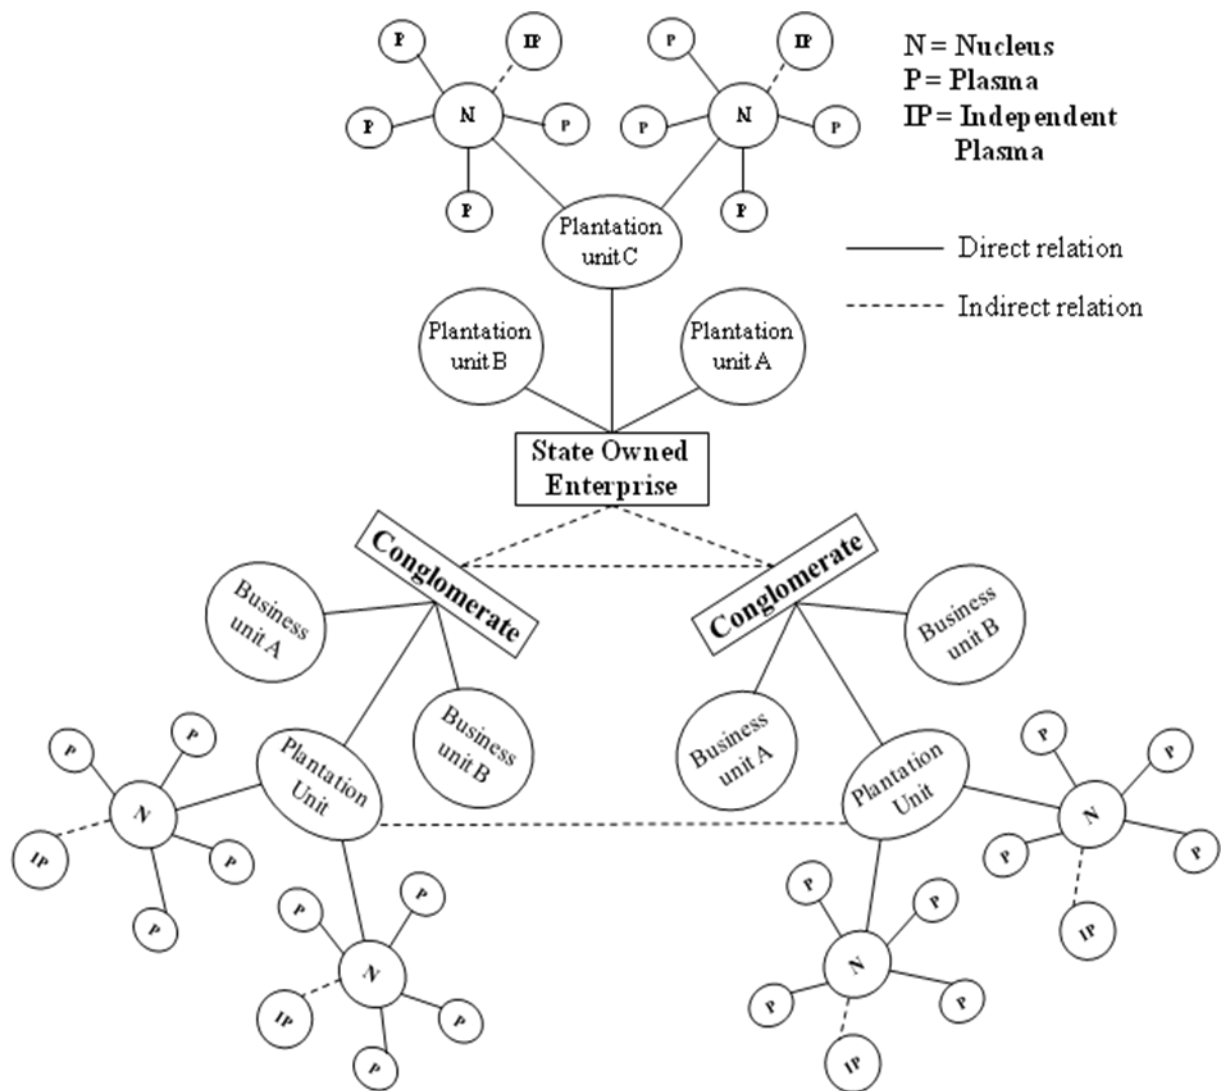 P
IP
P
IP
N = Nucleus
P = Plasma
IP = Independent
Plasma
N
N
P
P
P
P
P
P
Plantation
unit C
Direct relation
Indirect relation
Plantation
unit B
Plantation
unit A
State Owned
Enterprise
Conglomerate
Conglomerate
Business
unit A
Business
unit B
Business
unit B
Business
unit A
Plantation
Unit
Plantation
Unit
P
P
N
IP
P
P
P
P
N
IP
P
P
P
P
N
P
P
IP
P
P
N
P
P
IP